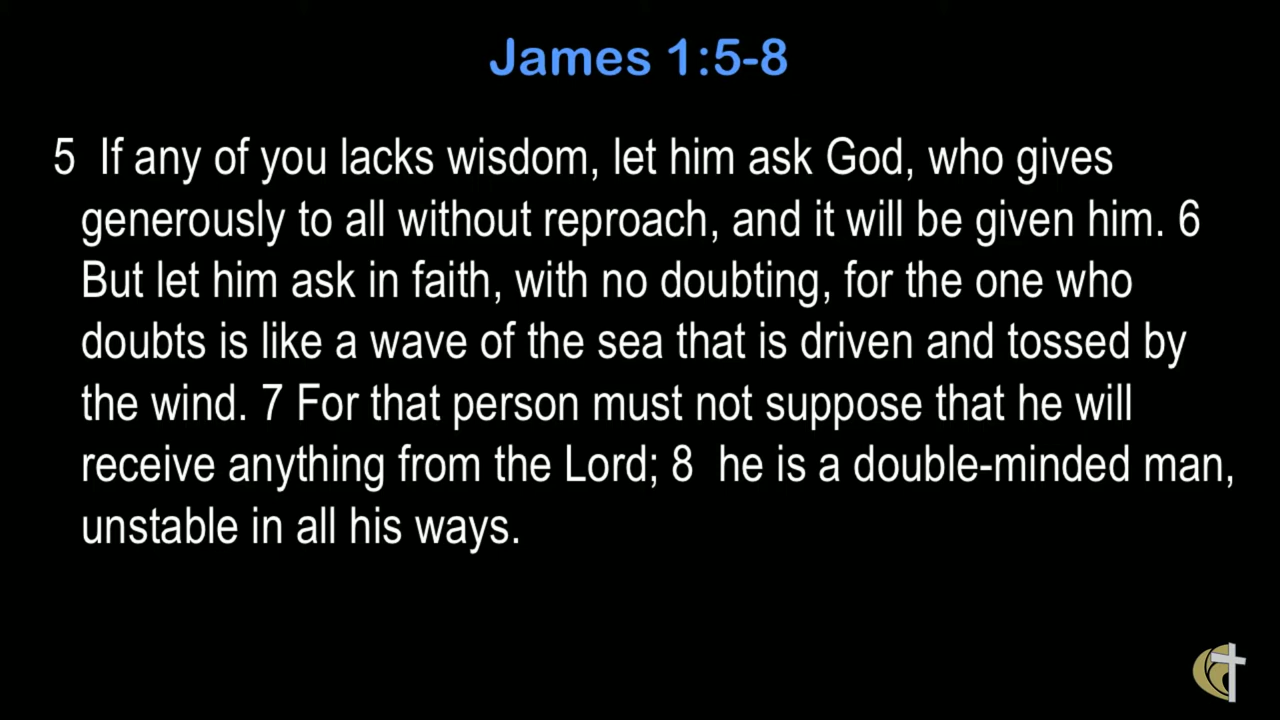 James 1:5-8
5  If any of you lacks wisdom, let him ask God, who gives
generously to all without reproach, and it will be given him. 6
But let him ask in faith, with no doubting, for the one who
doubts is like a wave of the sea that is driven and tossed by
the wind. 7 For that person must not suppose that he will
receive anything from the Lord; 8  he is a double-minded man,
unstable in all his ways.